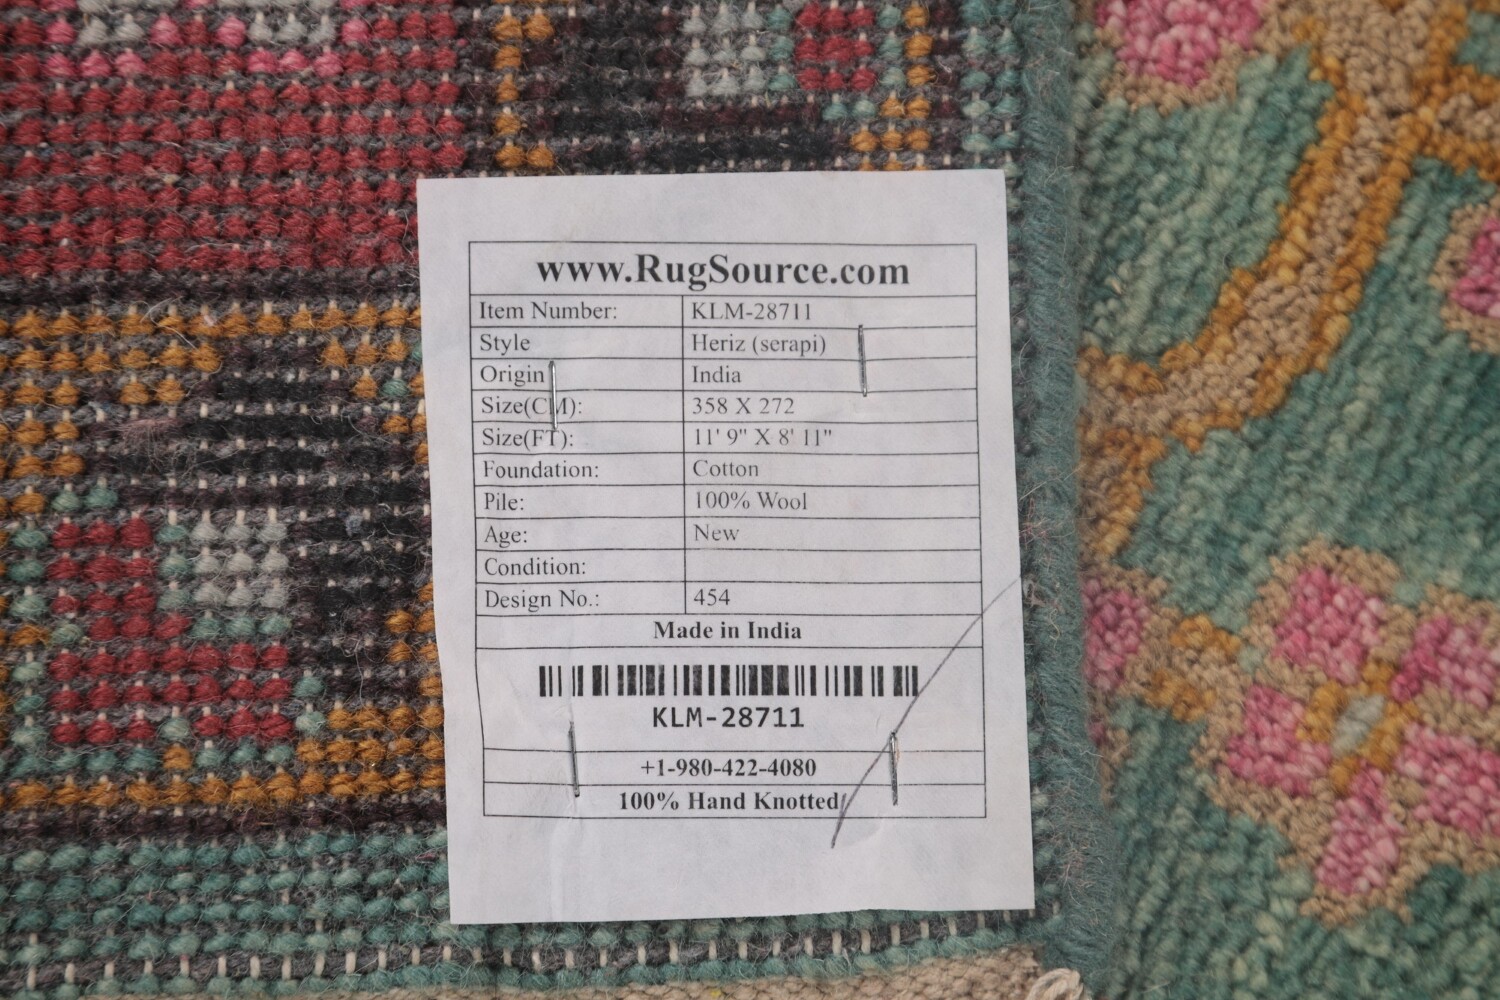 www.RugSource.com
Item Number: KLM-28711
Style Heriz (serapi)
Origin India
Size(CM): 358 X 272
Size(FT): 11' 9" X 8' 11"
Foundation: Cotton
Pile: 100% Wool
Age: New
Condition:
Design No.: 454
Made in India
KLM-28711
+1-980-422-4080
100% Hand Knotted